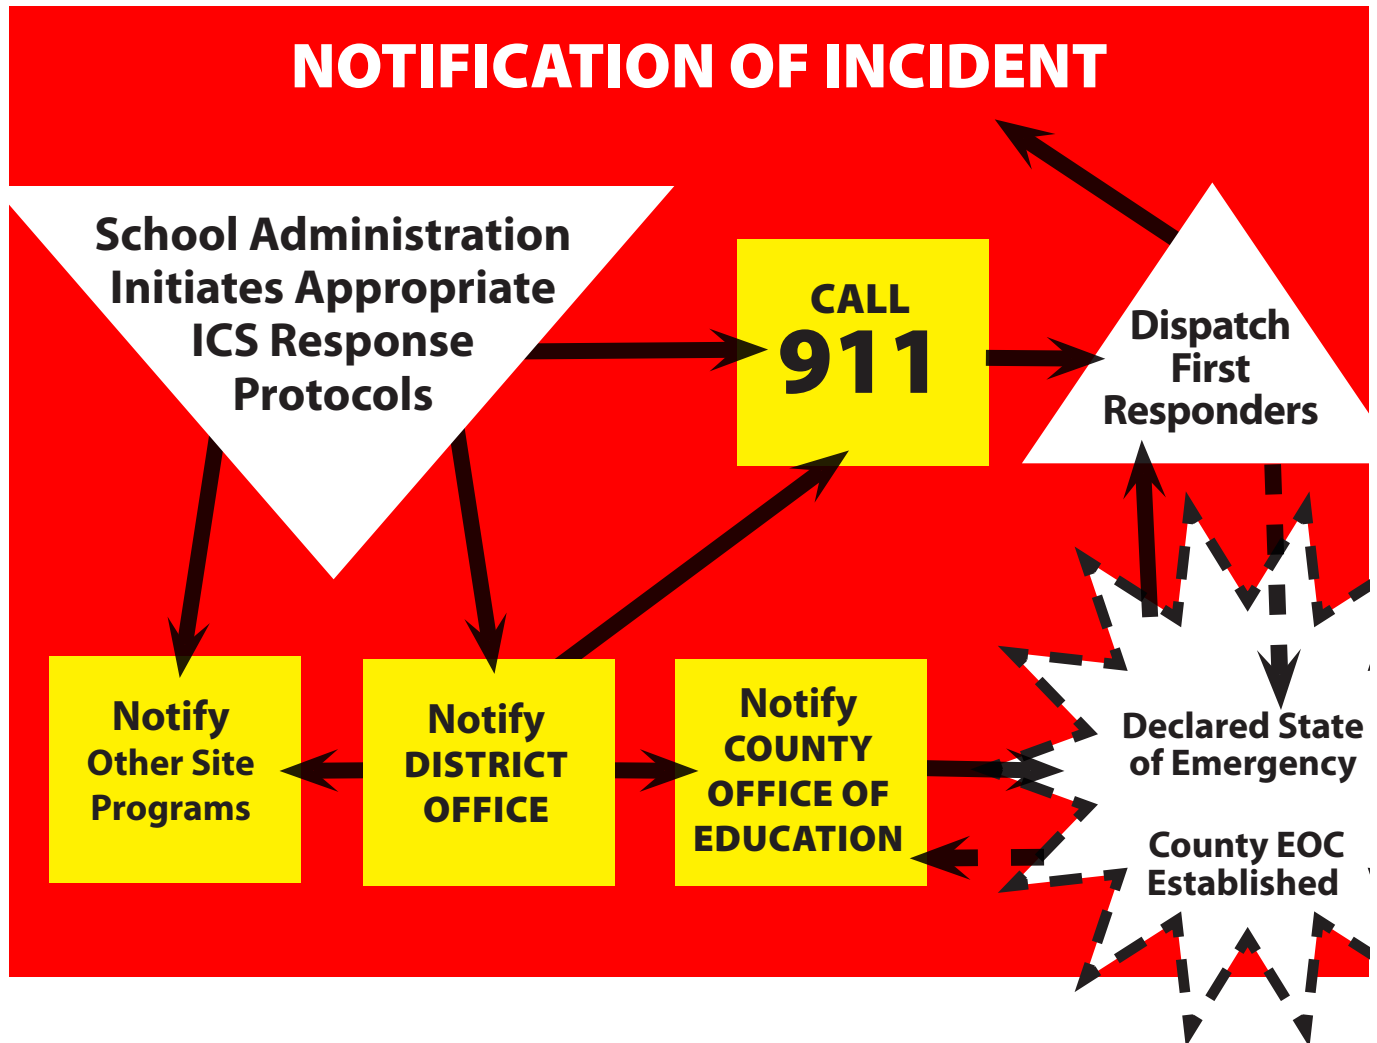 NOTIFICATION OF INCIDENT
School Administration
Initiates Appropriate
ICS Response
Protocols
CALL
911
Dispatch
First
Responders
Notify
Other Site
Programs
Notify
DISTRICT
OFFICE
Notify
COUNTY
OFFICE OF
EDUCATION
Declared State
of Emergency
County EOC
Established